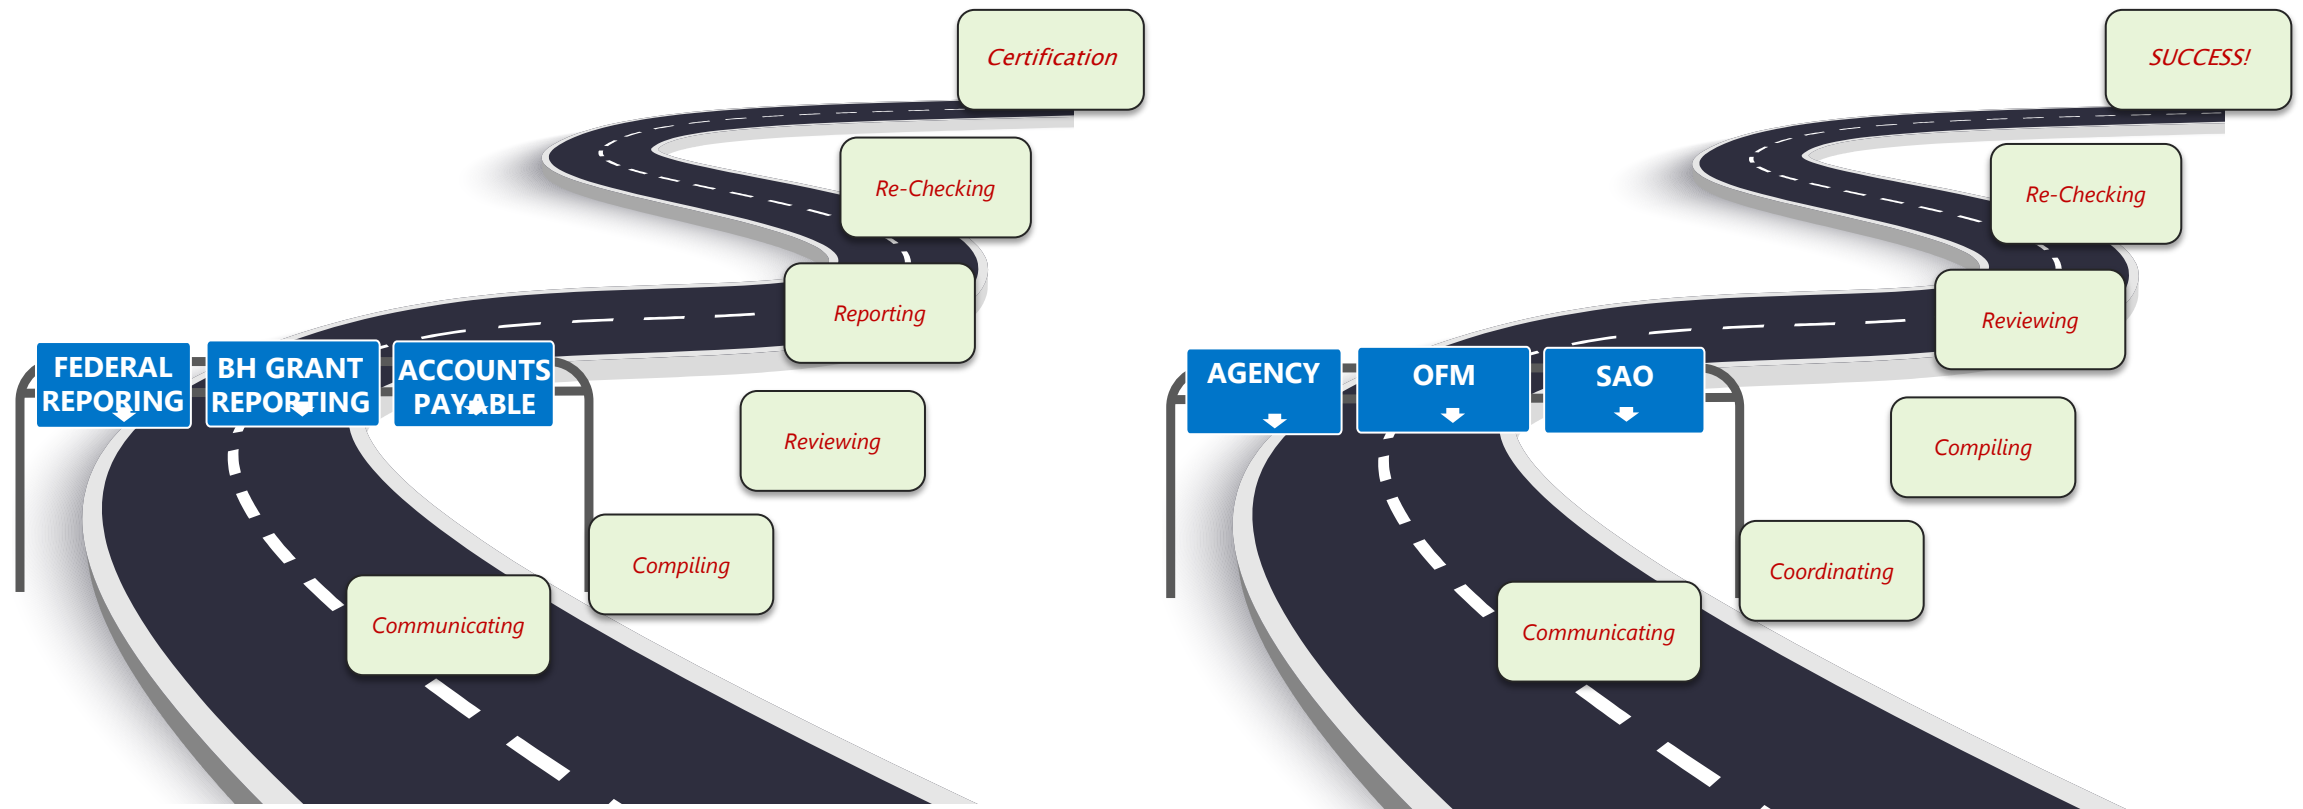 Certification
Re-Checking
Reporting
FEDERAL
REPORING
BH GRANT
REPORTING
ACCOUNTS
PAYABLE
Reviewing
Compiling
Communicating
SUCCESS!
Re-Checking
Reviewing
AGENCY
OFM
SAO
Compiling
Coordinating
Communicating